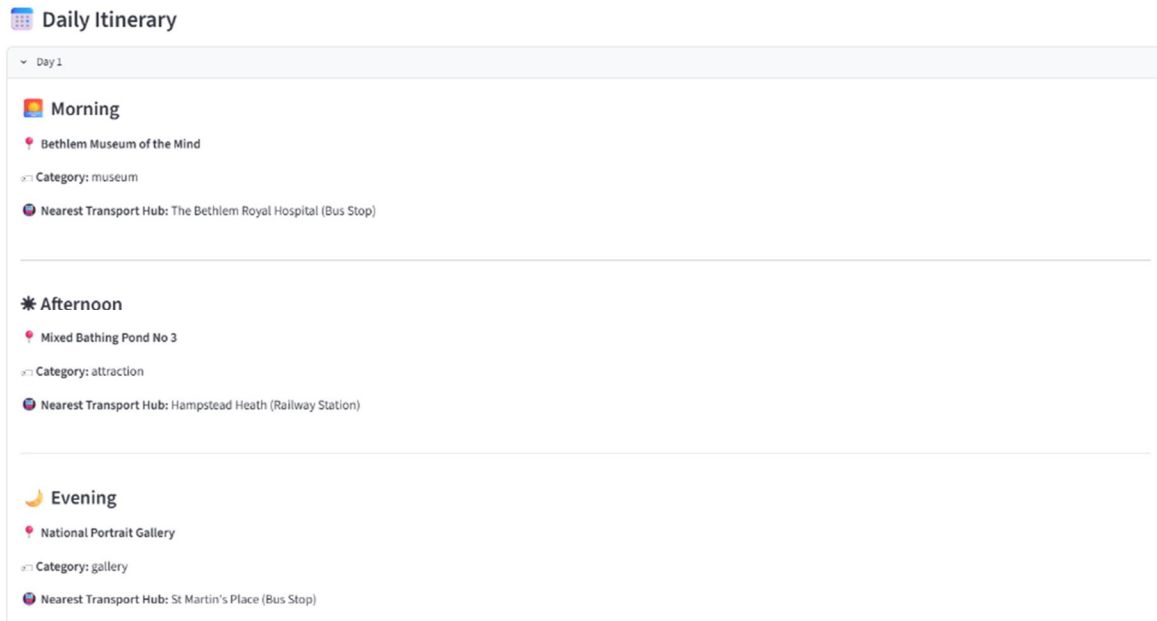 Daily Itinerary
Day 1
Morning
Bethlem Museum of the Mind
Category: museum
Nearest Transport Hub: The Bethlem Royal Hospital (Bus Stop)
Afternoon
Mixed Bathing Pond No 3
Category: attraction
Nearest Transport Hub: Hampstead Heath (Railway Station)
Evening
National Portrait Gallery
Category: gallery
Nearest Transport Hub: St Martin's Place (Bus Stop)